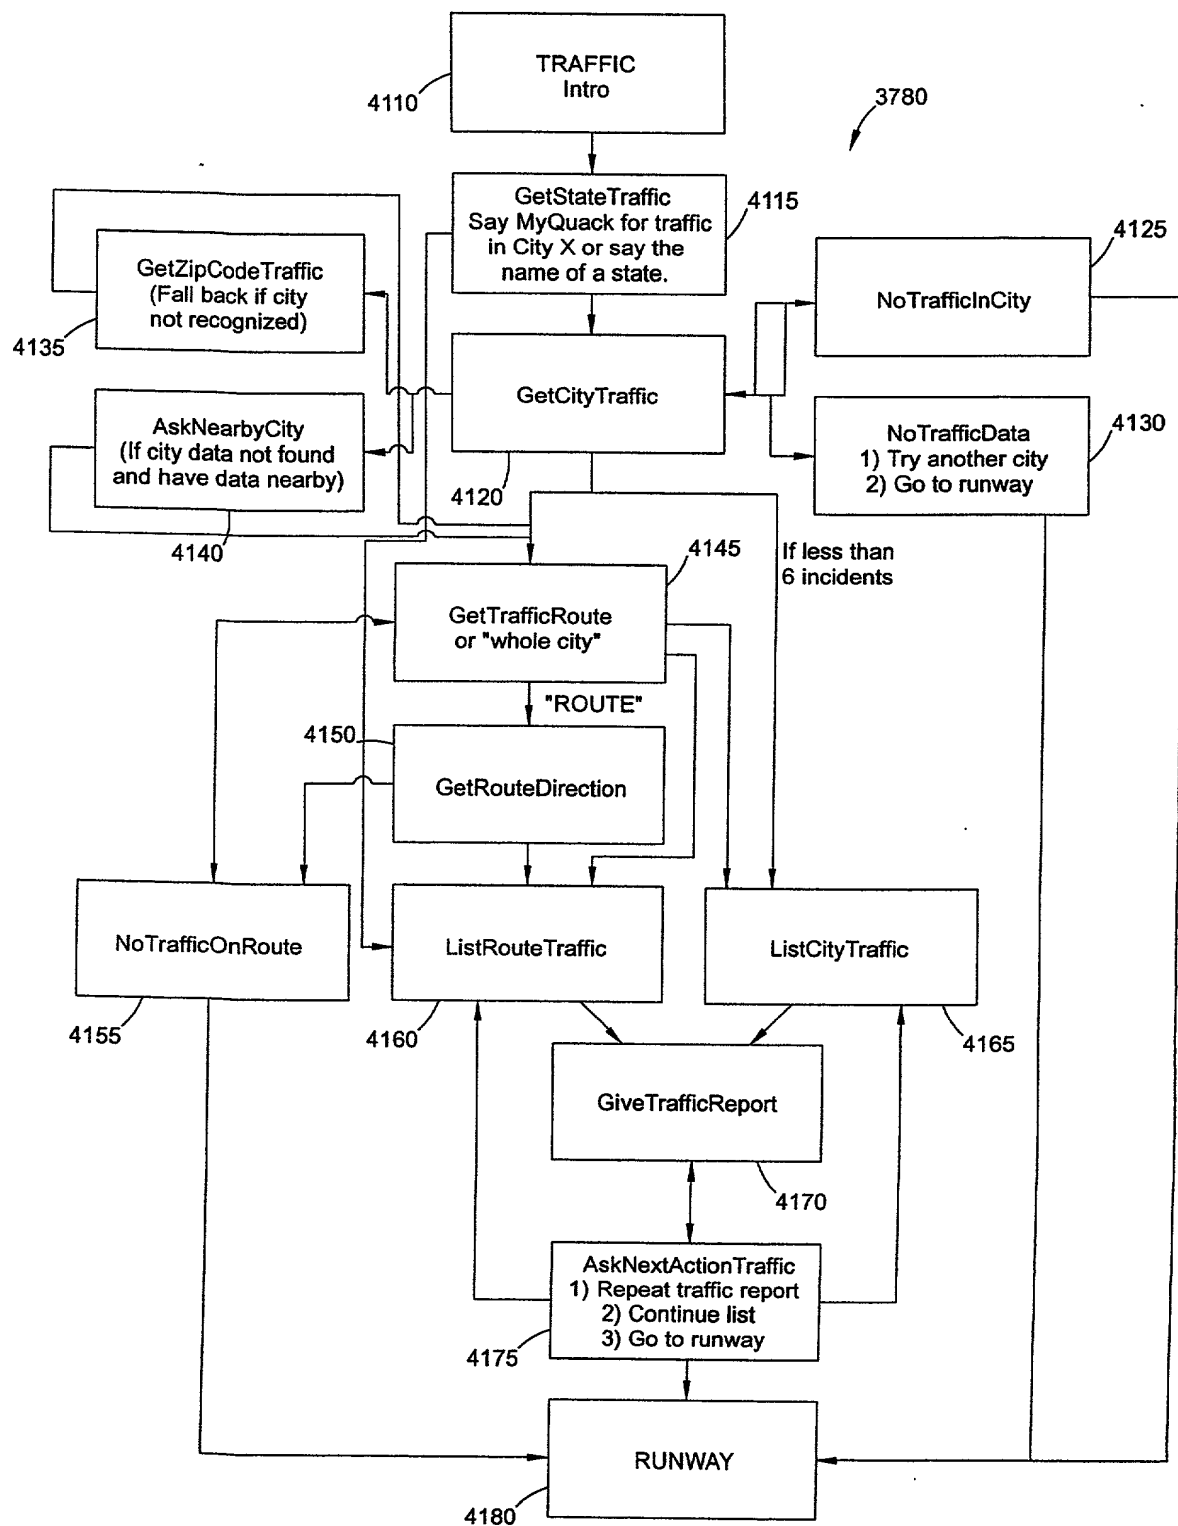 TRAFFIC
Intro
4110
3780
GetStateTraffic
Say MyQuack for traffic
in City X or say the
name of a state.
4115
4125
GetZipCodeTraffic
(Fall back if city
not recognized)
4135
NoTrafficInCity
GetCityTraffic
4120
AskNearbyCity
(If city data not found
and have data nearby)
4140
NoTrafficData
1) Try another city
2) Go to runway
4130
If less than
6 incidents
4145
GetTrafficRoute
or "whole city"
"ROUTE"
4150
GetRouteDirection
NoTrafficOnRoute
4155
ListRouteTraffic
4160
ListCityTraffic
4165
GiveTrafficReport
4170
AskNextActionTraffic
1) Repeat traffic report
2) Continue list
3) Go to runway
4175
RUNWAY
4180